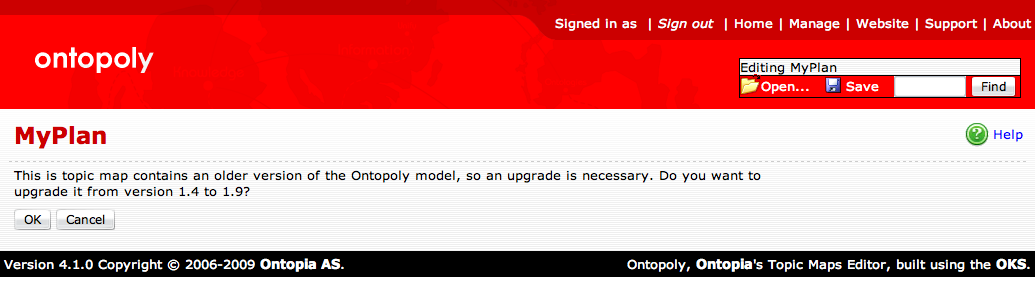 Signed in as | Sign out | Home | Manage | Website | Support | About
ontopoly
Editing MyPlan
Open... Save Find
MyPlan
Help
This is topic map contains an older version of the Ontopoly model, so an upgrade is necessary. Do you want to
upgrade it from version 1.4 to 1.9?
OK Cancel
Version 4.1.0 Copyright © 2006-2009 Ontopia AS. Ontopoly, Ontopia's Topic Maps Editor, built using the OKS.